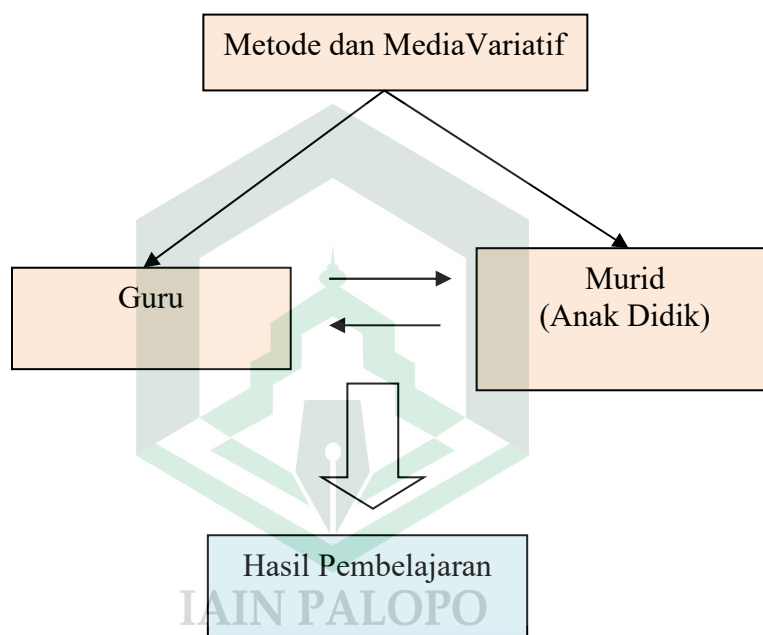 Metode dan MediaVariatif
Guru
Murid
(Anak Didik)
Hasil Pembelajaran
IAIN PALOPO